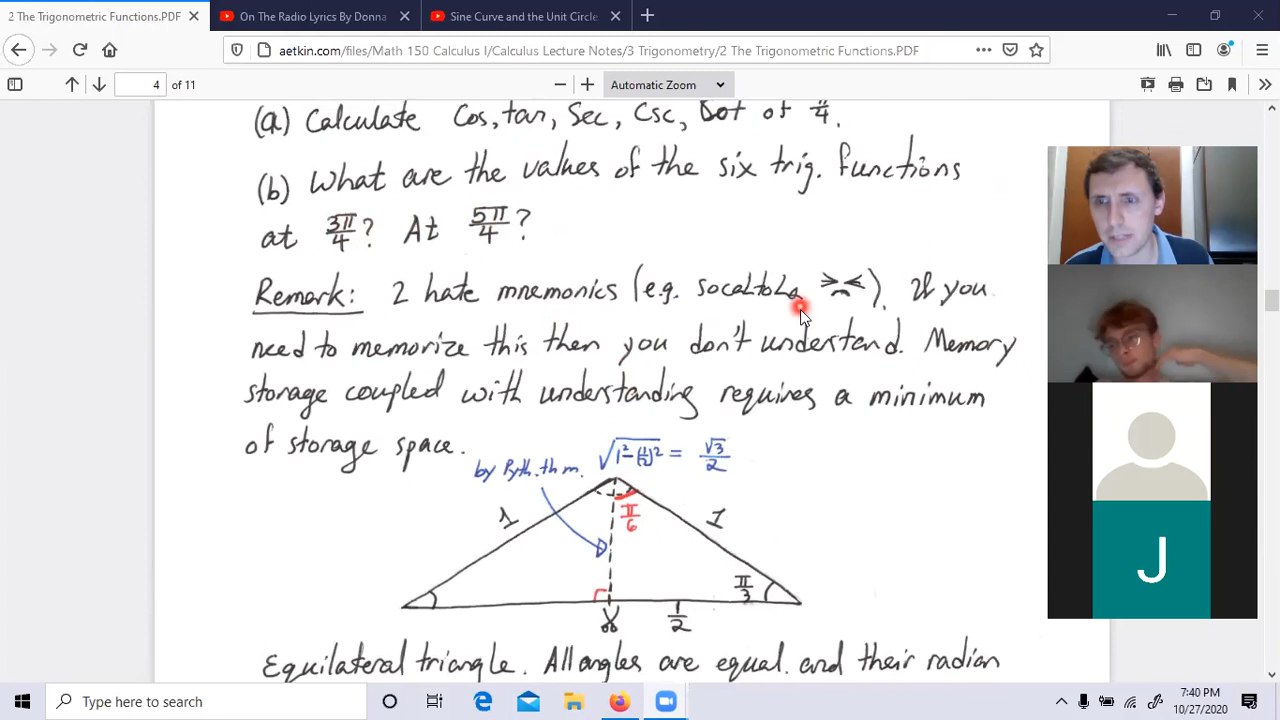 2 The Trigonometric Functions.PDF
On The Radio Lyrics By Donna
Sine Curve and the Unit Circle
aetkin.com/files/Math 150 Calculus I/Calculus Lecture Notes/3 Trigonometry/2 The Trigonometric Functions.PDF
4 of 11
Automatic Zoom
(a) Calculate Cos, tan, Sec, Csc, Cot of π/4.
(b) What are the values of the six trig. functions
at 3π/4? At 5π/4?
Remark: I hate mnemonics (e.g. ). If you
need to memorize this then you don't understand. Memory
storage coupled with understanding requires a minimum
of storage space.
by Pyth. thm. √(1²-(1/2)²) = √3/2
1 π/6 1
π/3
1/2
Equilateral triangle. All angles are equal. and their radian
J
Type here to search
7:40 PM
10/27/2020